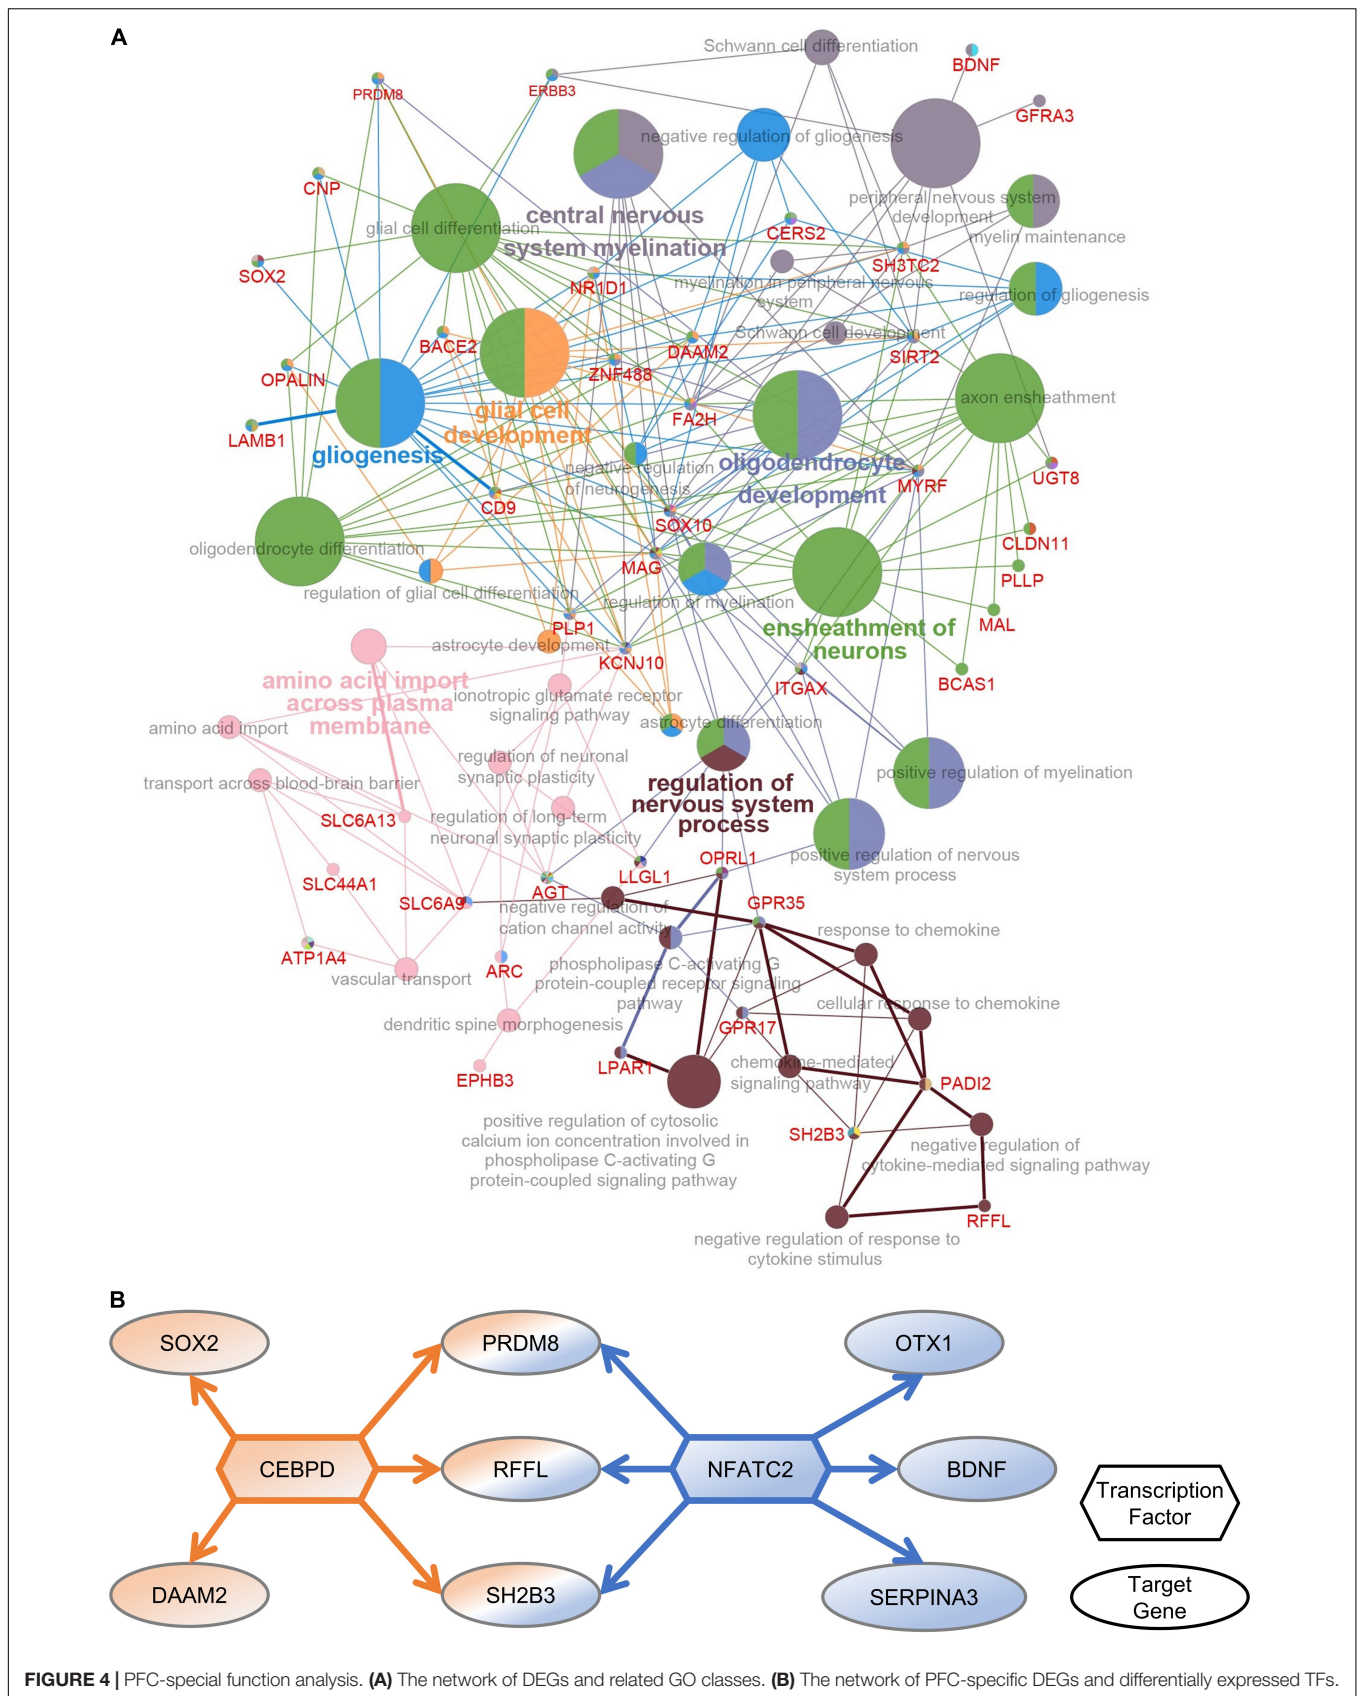 A
Schwann cell differentiation
BDNF
PRDM8
ERBB3
GFRA3
negative regulation of gliogenesis
CNP
peripheral nervous system
development
central nervous
system myelination
glial cell differentiation
CERS2
myelin maintenance
SOX2
SH3TC2
NR1D1
myelination in peripheral nervous
system
regulation of gliogenesis
Schwann cell development
BACE2
DAAM2
SIRT2
OPALIN
ZNF488
axon ensheathment
glial cell
development
FA2H
LAMB1
gliogenesis
negative regulation
of neurogenesis
oligodendrocyte
development
MYRF
UGT8
CD9
SOX10
oligodendrocyte differentiation
CLDN11
MAG
PLLP
regulation of glial cell differentiation
regulation of myelination
MAL
PLP1
ensheathment of
neurons
astrocyte development
KCNJ10
amino acid import
across plasma
membrane
ITGAX
BCAS1
ionotropic glutamate receptor
signaling pathway
amino acid import
astrocyte differentiation
regulation of neuronal
synaptic plasticity
positive regulation of myelination
transport across blood-brain barrier
regulation of
nervous system
process
SLC6A13
regulation of long-term
neuronal synaptic plasticity
OPRL1
positive regulation of nervous
system process
SLC44A1
LLGL1
AGT
SLC6A9
GPR35
negative regulation of
cation channel activity
response to chemokine
ATP1A4
vascular transport
ARC
phospholipase C-activating G
protein-coupled receptor signaling
pathway
cellular response to chemokine
dendritic spine morphogenesis
GPR17
EPHB3
LPAR1
chemokine-mediated
signaling pathway
PADI2
positive regulation of cytosolic
calcium ion concentration involved in
phospholipase C-activating G
protein-coupled signaling pathway
SH2B3
negative regulation of
cytokine-mediated signaling pathway
RFFL
negative regulation of response to
cytokine stimulus
B
SOX2
PRDM8
OTX1
CEBPD
RFFL
NFATC2
BDNF
Transcription
Factor
DAAM2
SH2B3
SERPINA3
Target
Gene
FIGURE 4 | PFC-special function analysis. (A) The network of DEGs and related GO classes. (B) The network of PFC-specific DEGs and differentially expressed TFs.